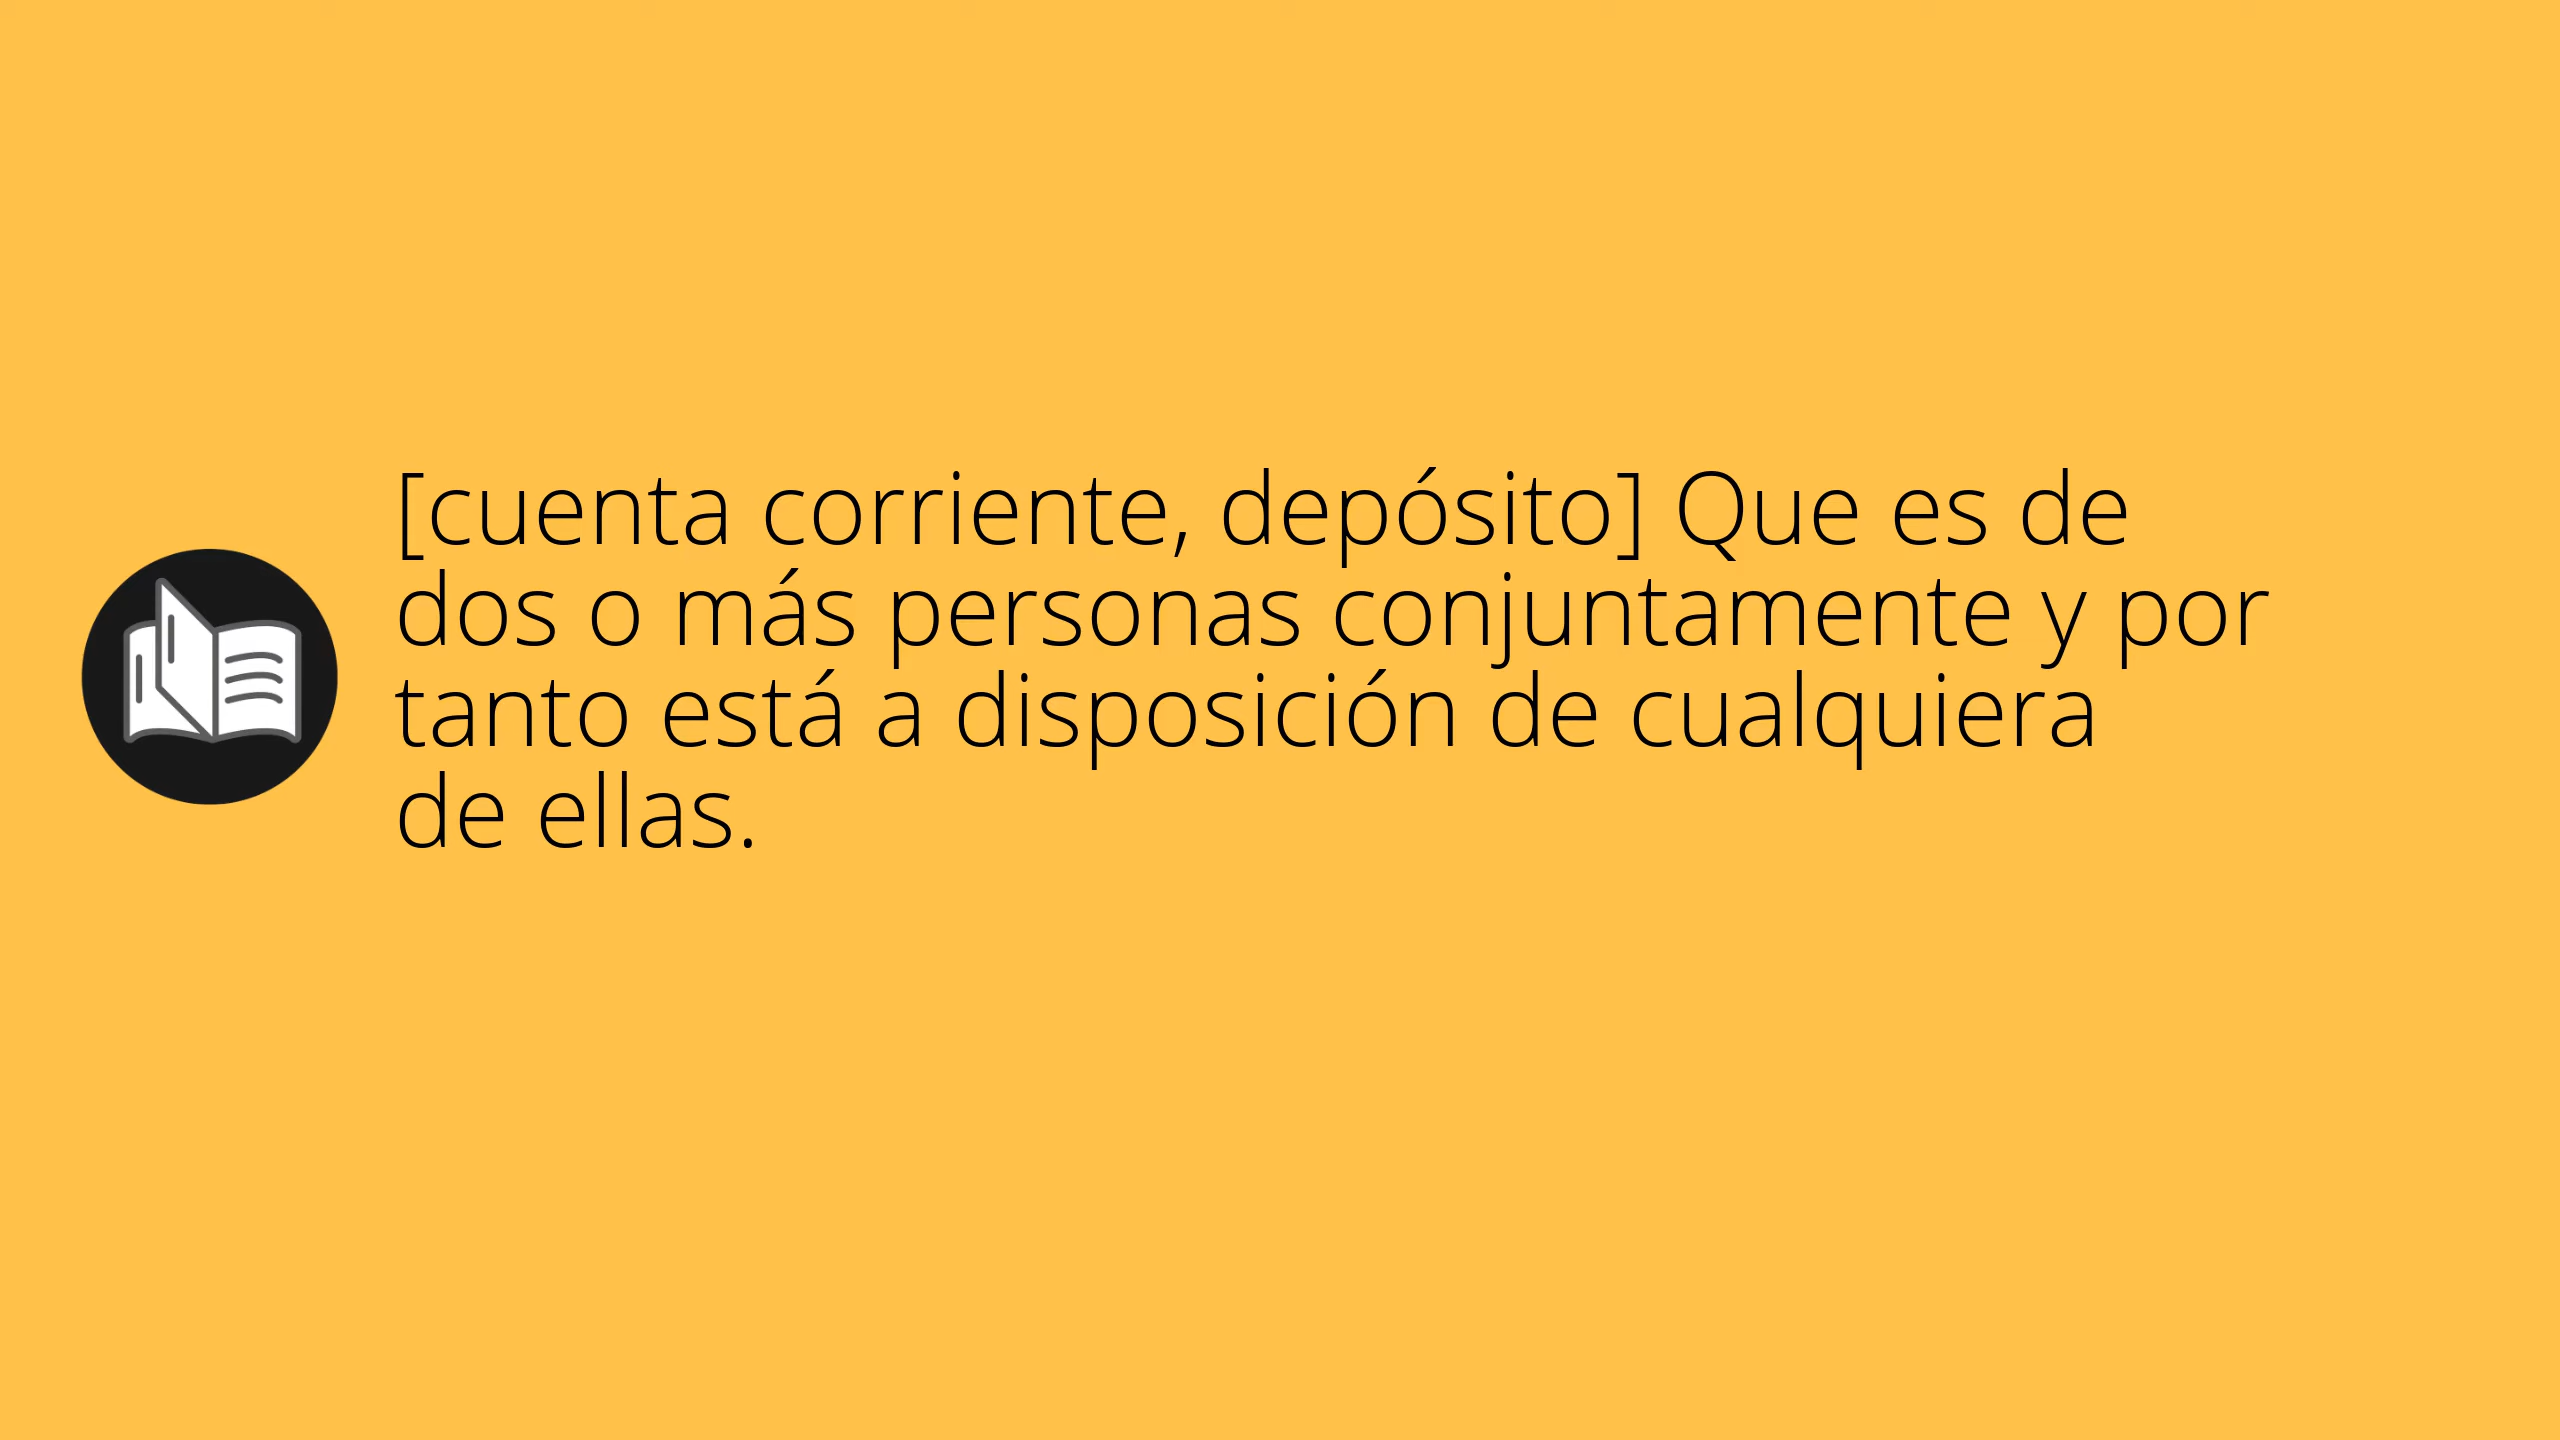 [cuenta corriente, depósito] Que es de
dos o más personas conjuntamente y por
tanto está a disposición de cualquiera
de ellas.